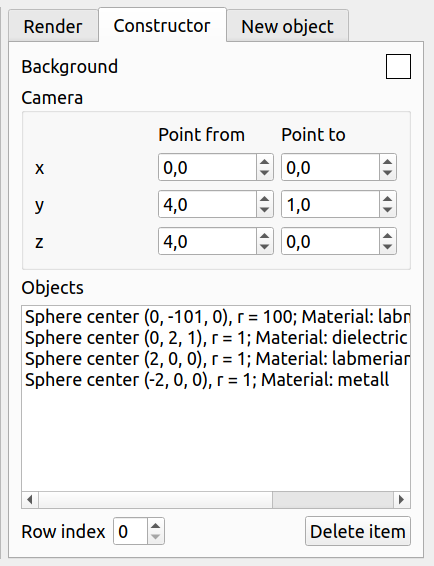 Render Constructor New object
Background
Camera
Point from Point to
x 0,0 0,0
y 4,0 1,0
z 4,0 0,0
Objects
Sphere center (0, -101, 0), r = 100; Material: labm
Sphere center (0, 2, 1), r = 1; Material: dielectric
Sphere center (2, 0, 0), r = 1; Material: labmerian
Sphere center (-2, 0, 0), r = 1; Material: metall
Row index 0 Delete item